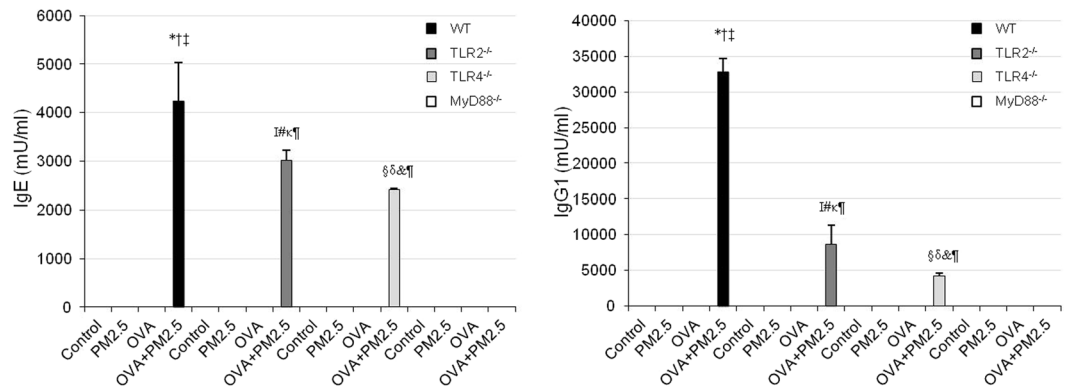 6000
5000
4000
3000
2000
1000
0
IgE (mU/ml)
*†‡
I#κ¶
§δ&¶
WT
TLR2-/-
TLR4-/-
MyD88-/-
Control
PM2.5
OVA
OVA+PM2.5
Control
PM2.5
OVA
OVA+PM2.5
Control
PM2.5
OVA
OVA+PM2.5
Control
PM2.5
OVA
OVA+PM2.5
40000
35000
30000
25000
20000
15000
10000
5000
0
IgG1 (mU/ml)
*†‡
I#κ¶
§δ&¶
WT
TLR2-/-
TLR4-/-
MyD88-/-
Control
PM2.5
OVA
OVA+PM2.5
Control
PM2.5
OVA
OVA+PM2.5
Control
PM2.5
OVA
OVA+PM2.5
Control
PM2.5
OVA
OVA+PM2.5